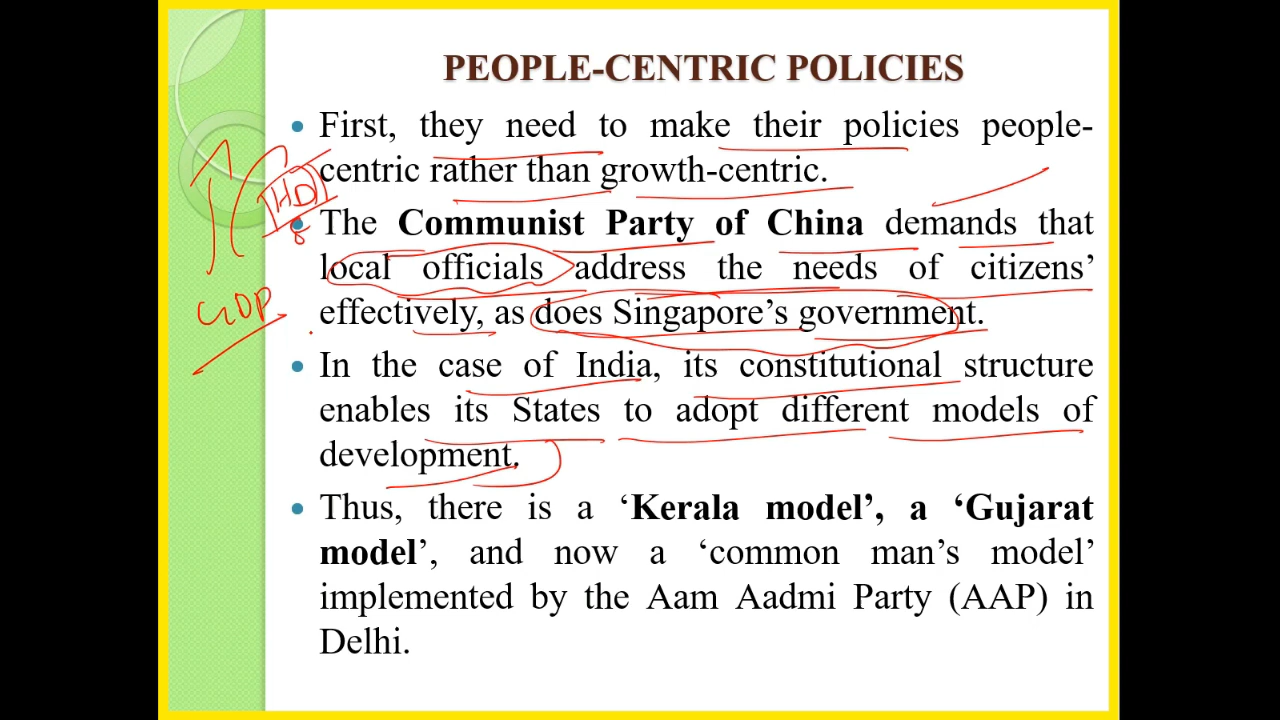 PEOPLE-CENTRIC POLICIES
First, they need to make their policies people-
centric rather than growth-centric.
The Communist Party of China demands that
local officials address the needs of citizens’
effectively, as does Singapore’s government.
In the case of India, its constitutional structure
enables its States to adopt different models of
development.
Thus, there is a ‘Kerala model’, a ‘Gujarat
model’, and now a ‘common man’s model’
implemented by the Aam Aadmi Party (AAP) in
Delhi.
GDP